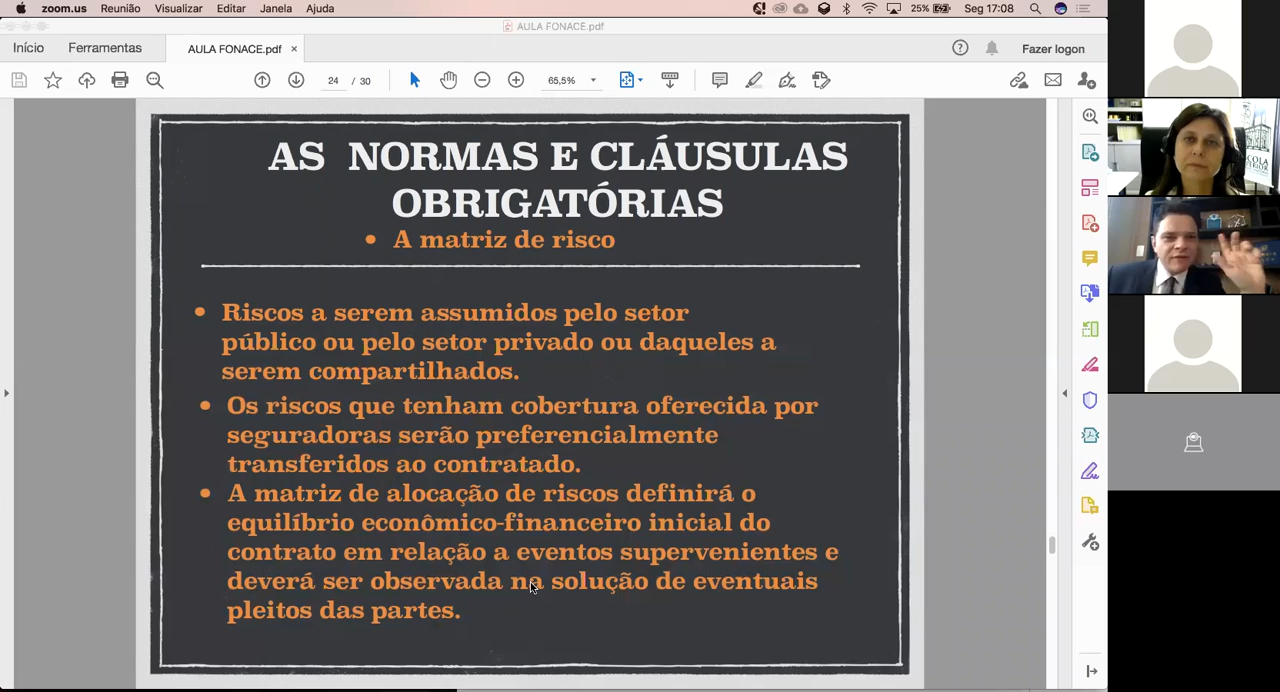 zoom.us Reunião Visualizar Editar Janela Ajuda 25% Seg 17:08
AULA FONACE.pdf
Início Ferramentas AULA FONACE.pdf × Fazer logon
24 / 30 65,5%
AS NORMAS E CLÁUSULAS
OBRIGATÓRIAS
• A matriz de risco
• Riscos a serem assumidos pelo setor
público ou pelo setor privado ou daqueles a
serem compartilhados.
• Os riscos que tenham cobertura oferecida por
seguradoras serão preferencialmente
transferidos ao contratado.
• A matriz de alocação de riscos definirá o
equilíbrio econômico-financeiro inicial do
contrato em relação a eventos supervenientes e
deverá ser observada na solução de eventuais
pleitos das partes.